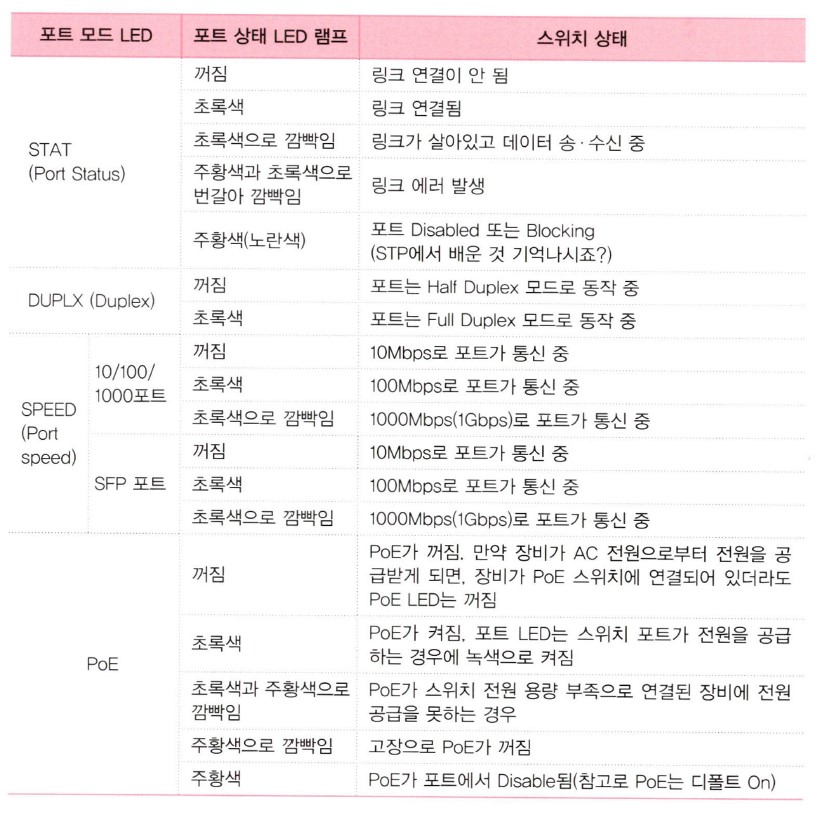 포트 모드 LED 포트 상태 LED 램프 스위치 상태
STAT
(Port Status)
꺼짐 링크 연결이 안 됨
초록색 링크 연결됨
초록색으로 깜빡임 링크가 살아있고 데이터 송·수신 중
주황색과 초록색으로
번갈아 깜빡임
링크 에러 발생
주황색(노란색)
포트 Disabled 또는 Blocking
(STP에서 배운 것 기억나시죠?)
DUPLX (Duplex)
꺼짐 포트는 Half Duplex 모드로 동작 중
초록색 포트는 Full Duplex 모드로 동작 중
SPEED
(Port
speed)
10/100/
1000포트
꺼짐 10Mbps로 포트가 통신 중
초록색 100Mbps로 포트가 통신 중
초록색으로 깜빡임 1000Mbps(1Gbps)로 포트가 통신 중
SFP 포트
꺼짐 10Mbps로 포트가 통신 중
초록색 100Mbps로 포트가 통신 중
초록색으로 깜빡임 1000Mbps(1Gbps)로 포트가 통신 중
PoE
꺼짐
PoE가 꺼짐. 만약 장비가 AC 전원으로부터 전원을 공
급받게 되면, 장비가 PoE 스위치에 연결되어 있더라도
PoE LED는 꺼짐
초록색
PoE가 켜짐, 포트 LED는 스위치 포트가 전원을 공급
하는 경우에 녹색으로 켜짐
초록색과 주황색으로
깜빡임
PoE가 스위치 전원 용량 부족으로 연결된 장비에 전원
공급을 못하는 경우
주황색으로 깜빡임 고장으로 PoE가 꺼짐
주황색 PoE가 포트에서 Disable됨(참고로 PoE는 디폴트 On)